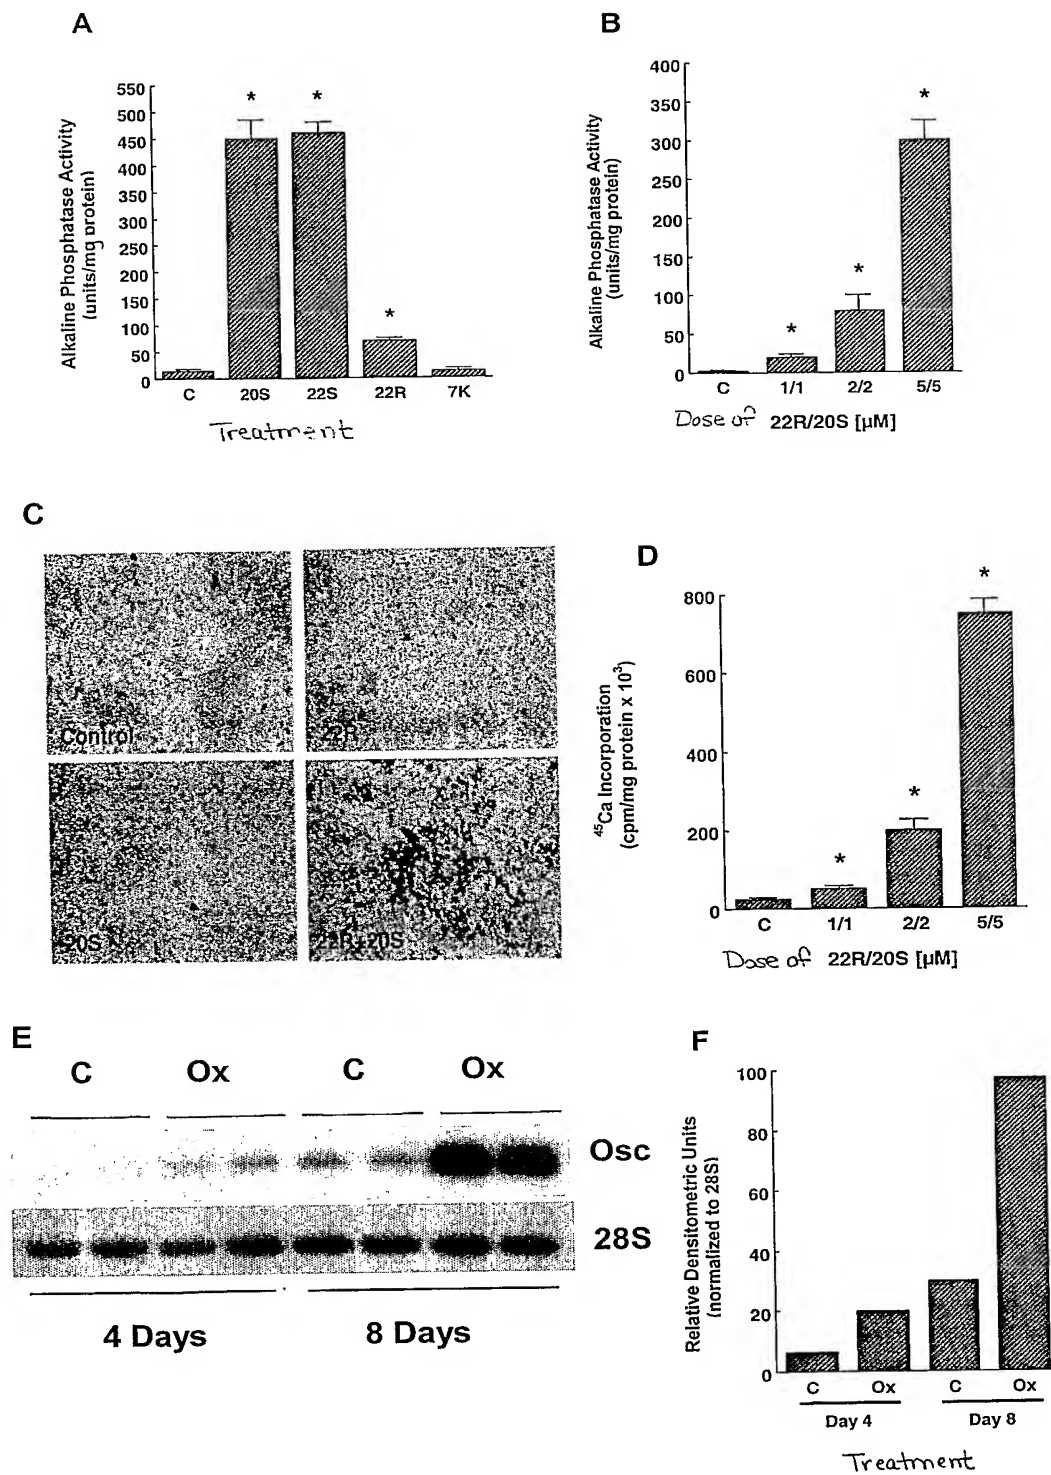 A
Alkaline Phosphatase Activity
(units/mg protein)
550
500
450
400
350
300
250
200
150
100
50
0
*
*
*
C 20S 22S 22R 7K
Treatment
B
Alkaline Phosphatase Activity
(units/mg protein)
400
350
300
250
200
150
100
50
0
*
*
*
C 1/1 2/2 5/5
Dose of 22R/20S [µM]
C
Control
22R
20S
22R+20S
D
⁴⁵Ca Incorporation
(cpm/mg protein x 10³)
800
600
400
200
0
*
*
*
C 1/1 2/2 5/5
Dose of 22R/20S [µM]
E
C Ox C Ox
Osc
28S
4 Days 8 Days
F
Relative Densitometric Units
(normalized to 28S)
100
80
60
40
20
0
C Ox C Ox
Day 4 Day 8
Treatment